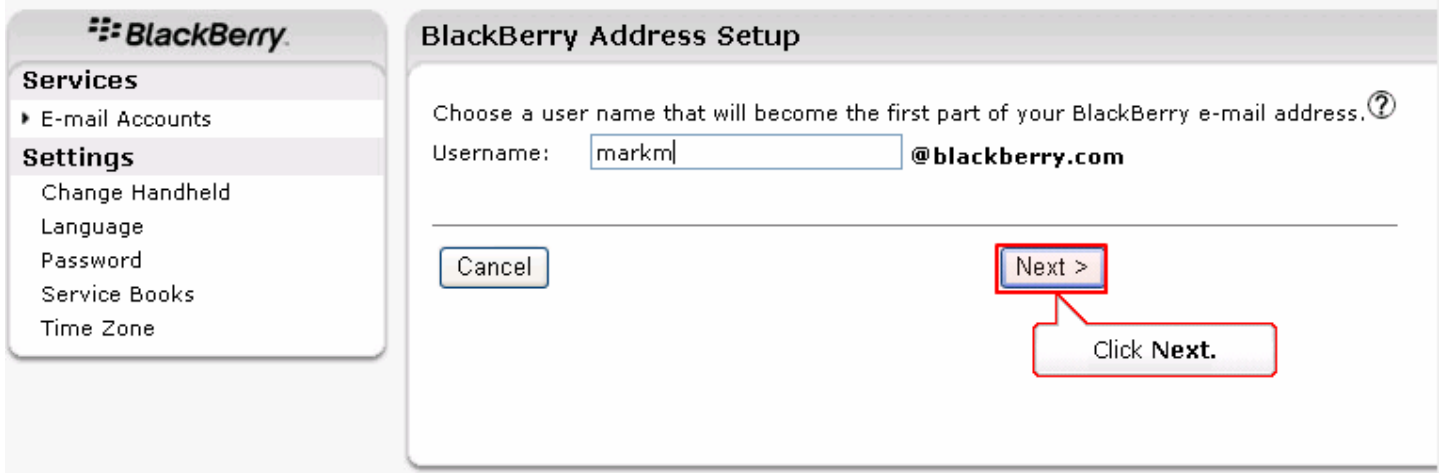 BlackBerry.
Services
E-mail Accounts
Settings
Change Handheld
Language
Password
Service Books
Time Zone
BlackBerry Address Setup
Choose a user name that will become the first part of your BlackBerry e-mail address.?
Username: markm @blackberry.com
Cancel Next >
Click Next.